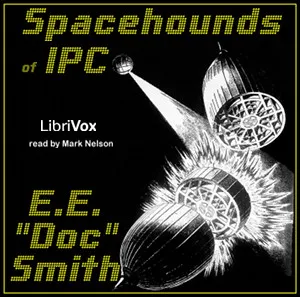 Spacehounds
of IPC
LibriVox
read by Mark Nelson
E.E.
"Doc"
Smith